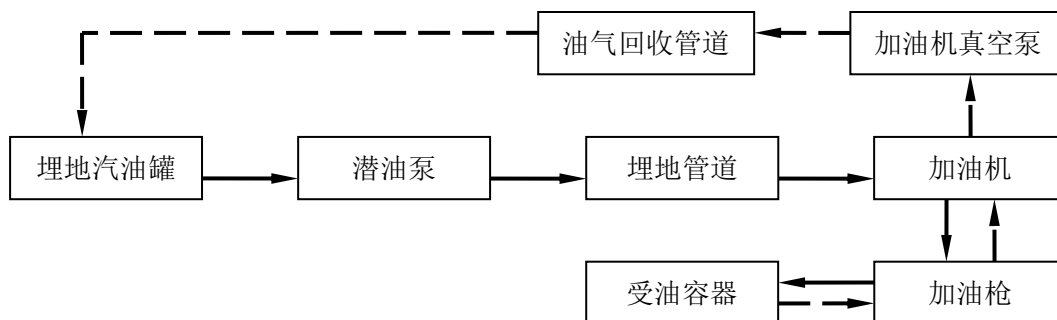 油气回收管道
加油机真空泵
埋地汽油罐
潜油泵
埋地管道
加油机
受油容器
加油枪